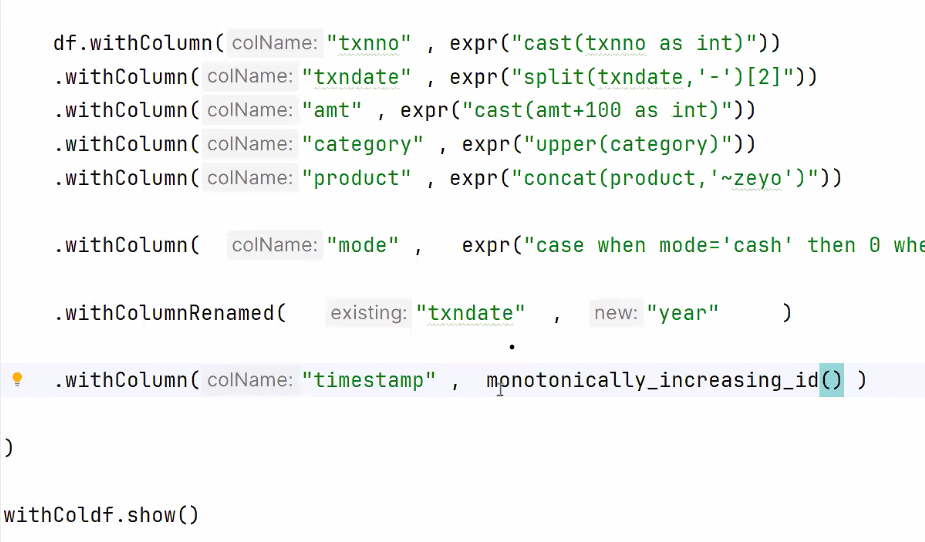 df.withColumn( colName: "txnno" , expr("cast(txnno as int)"))
.withColumn( colName: "txndate" , expr("split(txndate,'-')[2]"))
.withColumn( colName: "amt" , expr("cast(amt+100 as int)"))
.withColumn( colName: "category" , expr("upper(category)"))
.withColumn( colName: "product" , expr("concat(product,'~zeyo')"))
.withColumn( colName: "mode" , expr("case when mode='cash' then 0 whe
.withColumnRenamed( existing: "txndate" , new: "year" )
.withColumn( colName: "timestamp" , monotonically_increasing_id() )
)
withColdf.show()